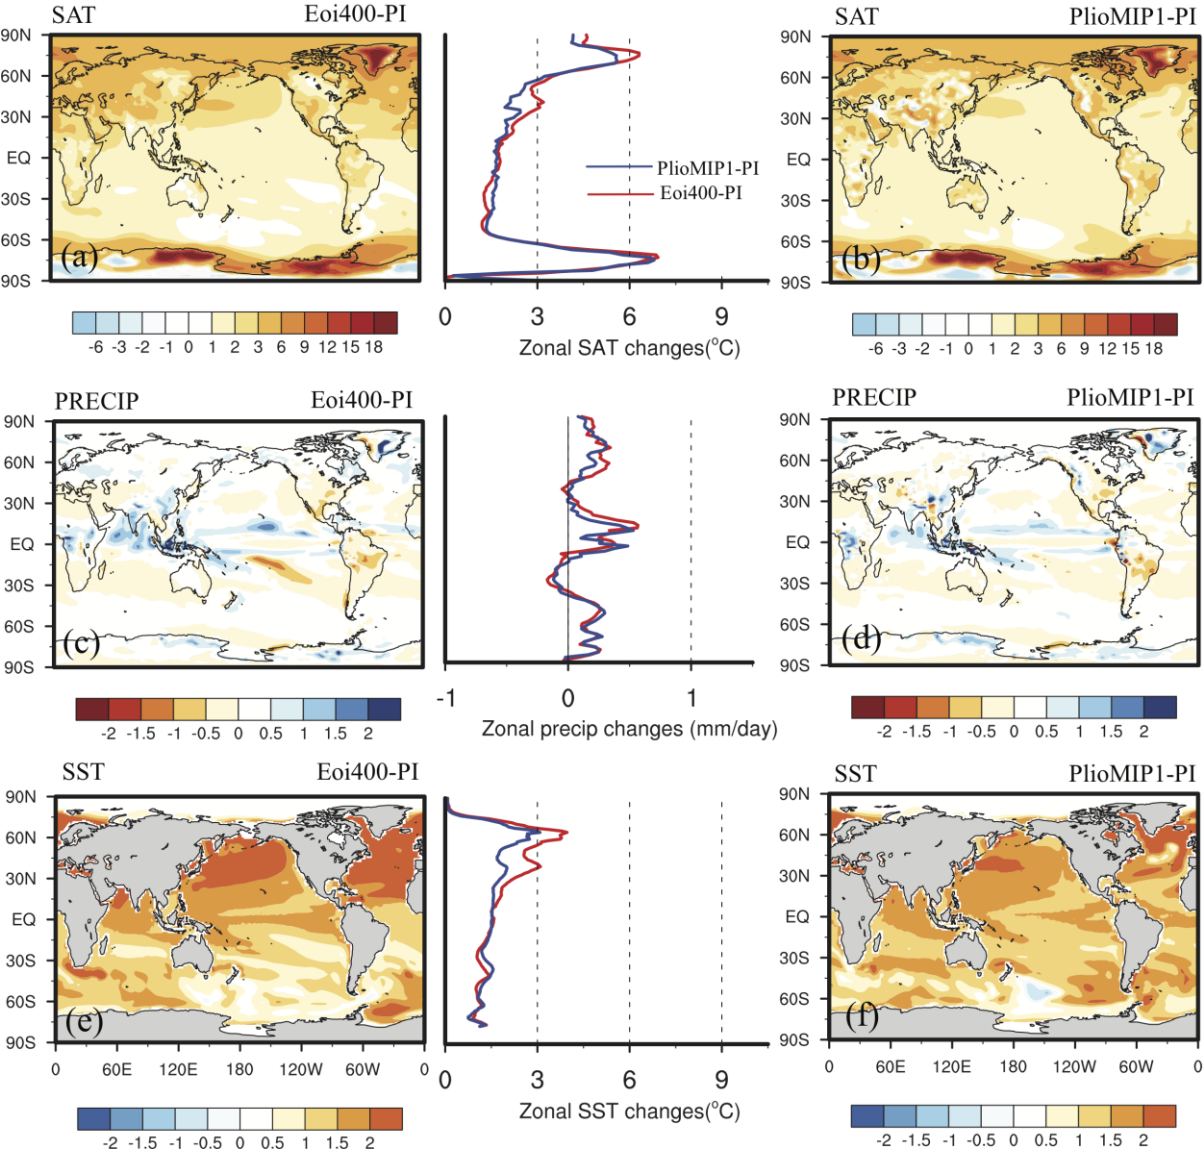 SAT Eoi400-PI
SAT PlioMIP1-PI
90N
60N
30N
EQ
30S
60S
90S
(a)
-6 -3 -2 -1 0 1 2 3 6 9 12 15 18
PlioMIP1-PI
Eoi400-PI
0 3 6 9
Zonal SAT changes(°C)
90N
60N
30N
EQ
30S
60S
90S
(b)
-6 -3 -2 -1 0 1 2 3 6 9 12 15 18
PRECIP Eoi400-PI
PRECIP PlioMIP1-PI
90N
60N
30N
EQ
30S
60S
90S
(c)
-2 -1.5 -1 -0.5 0 0.5 1 1.5 2
-1 0 1
Zonal precip changes (mm/day)
90N
60N
30N
EQ
30S
60S
90S
(d)
-2 -1.5 -1 -0.5 0 0.5 1 1.5 2
SST Eoi400-PI
SST PlioMIP1-PI
90N
60N
30N
EQ
30S
60S
90S
(e)
0 60E 120E 180 120W 60W 0
-2 -1.5 -1 -0.5 0 0.5 1 1.5 2
0 3 6 9
Zonal SST changes(°C)
90N
60N
30N
EQ
30S
60S
90S
(f)
0 60E 120E 180 120W 60W 0
-2 -1.5 -1 -0.5 0 0.5 1 1.5 2